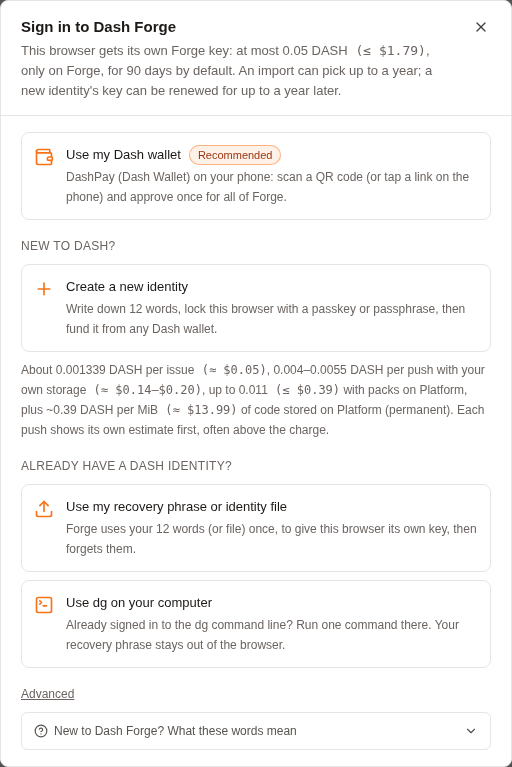 Sign in to Dash Forge
This browser gets its own Forge key: at most 0.05 DASH (≤ $1.79),
only on Forge, for 90 days by default. An import can pick up to a year; a
new identity's key can be renewed for up to a year later.
Use my Dash wallet Recommended
DashPay (Dash Wallet) on your phone: scan a QR code (or tap a link on the
phone) and approve once for all of Forge.
NEW TO DASH?
Create a new identity
Write down 12 words, lock this browser with a passkey or passphrase, then
fund it from any Dash wallet.
About 0.001339 DASH per issue (≈ $0.05), 0.004–0.0055 DASH per push with your
own storage (≈ $0.14–$0.20), up to 0.011 (≤ $0.39) with packs on Platform,
plus ~0.39 DASH per MiB (≈ $13.99) of code stored on Platform (permanent). Each
push shows its own estimate first, often above the charge.
ALREADY HAVE A DASH IDENTITY?
Use my recovery phrase or identity file
Forge uses your 12 words (or file) once, to give this browser its own key, then
forgets them.
Use dg on your computer
Already signed in to the dg command line? Run one command there. Your
recovery phrase stays out of the browser.
Advanced
New to Dash Forge? What these words mean